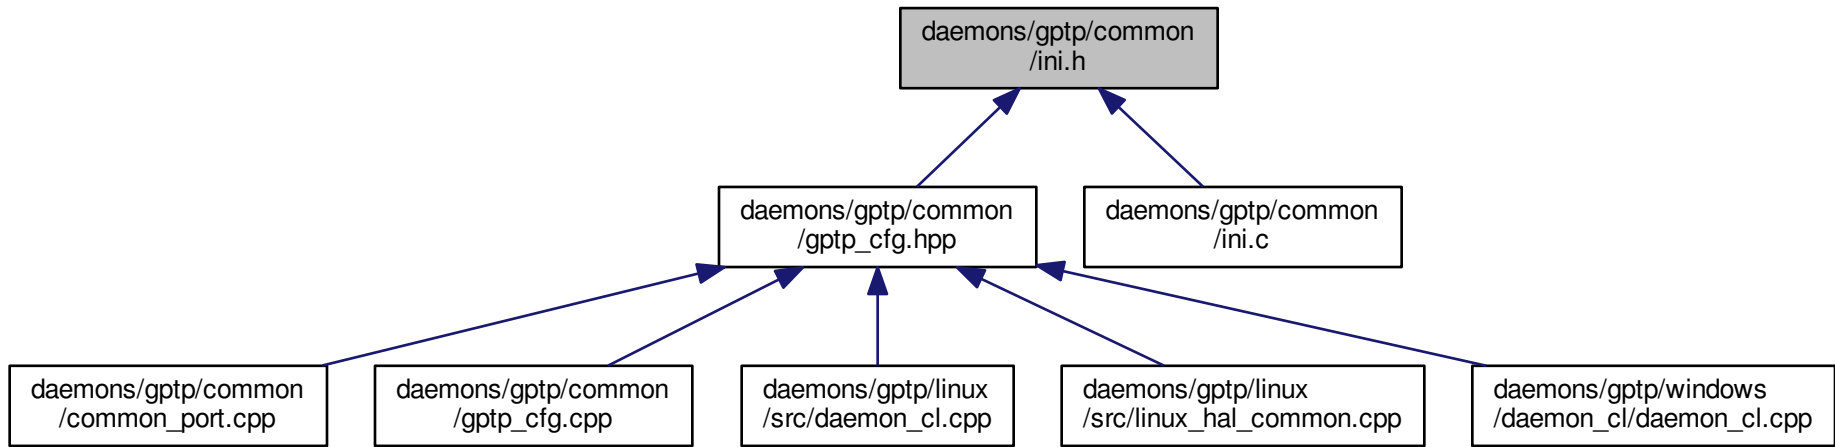 daemons/gptp/common
/ini.h
daemons/gptp/common
/gptp_cfg.hpp
daemons/gptp/common
/ini.c
daemons/gptp/common
/common_port.cpp
daemons/gptp/common
/gptp_cfg.cpp
daemons/gptp/linux
/src/daemon_cl.cpp
daemons/gptp/linux
/src/linux_hal_common.cpp
daemons/gptp/windows
/daemon_cl/daemon_cl.cpp